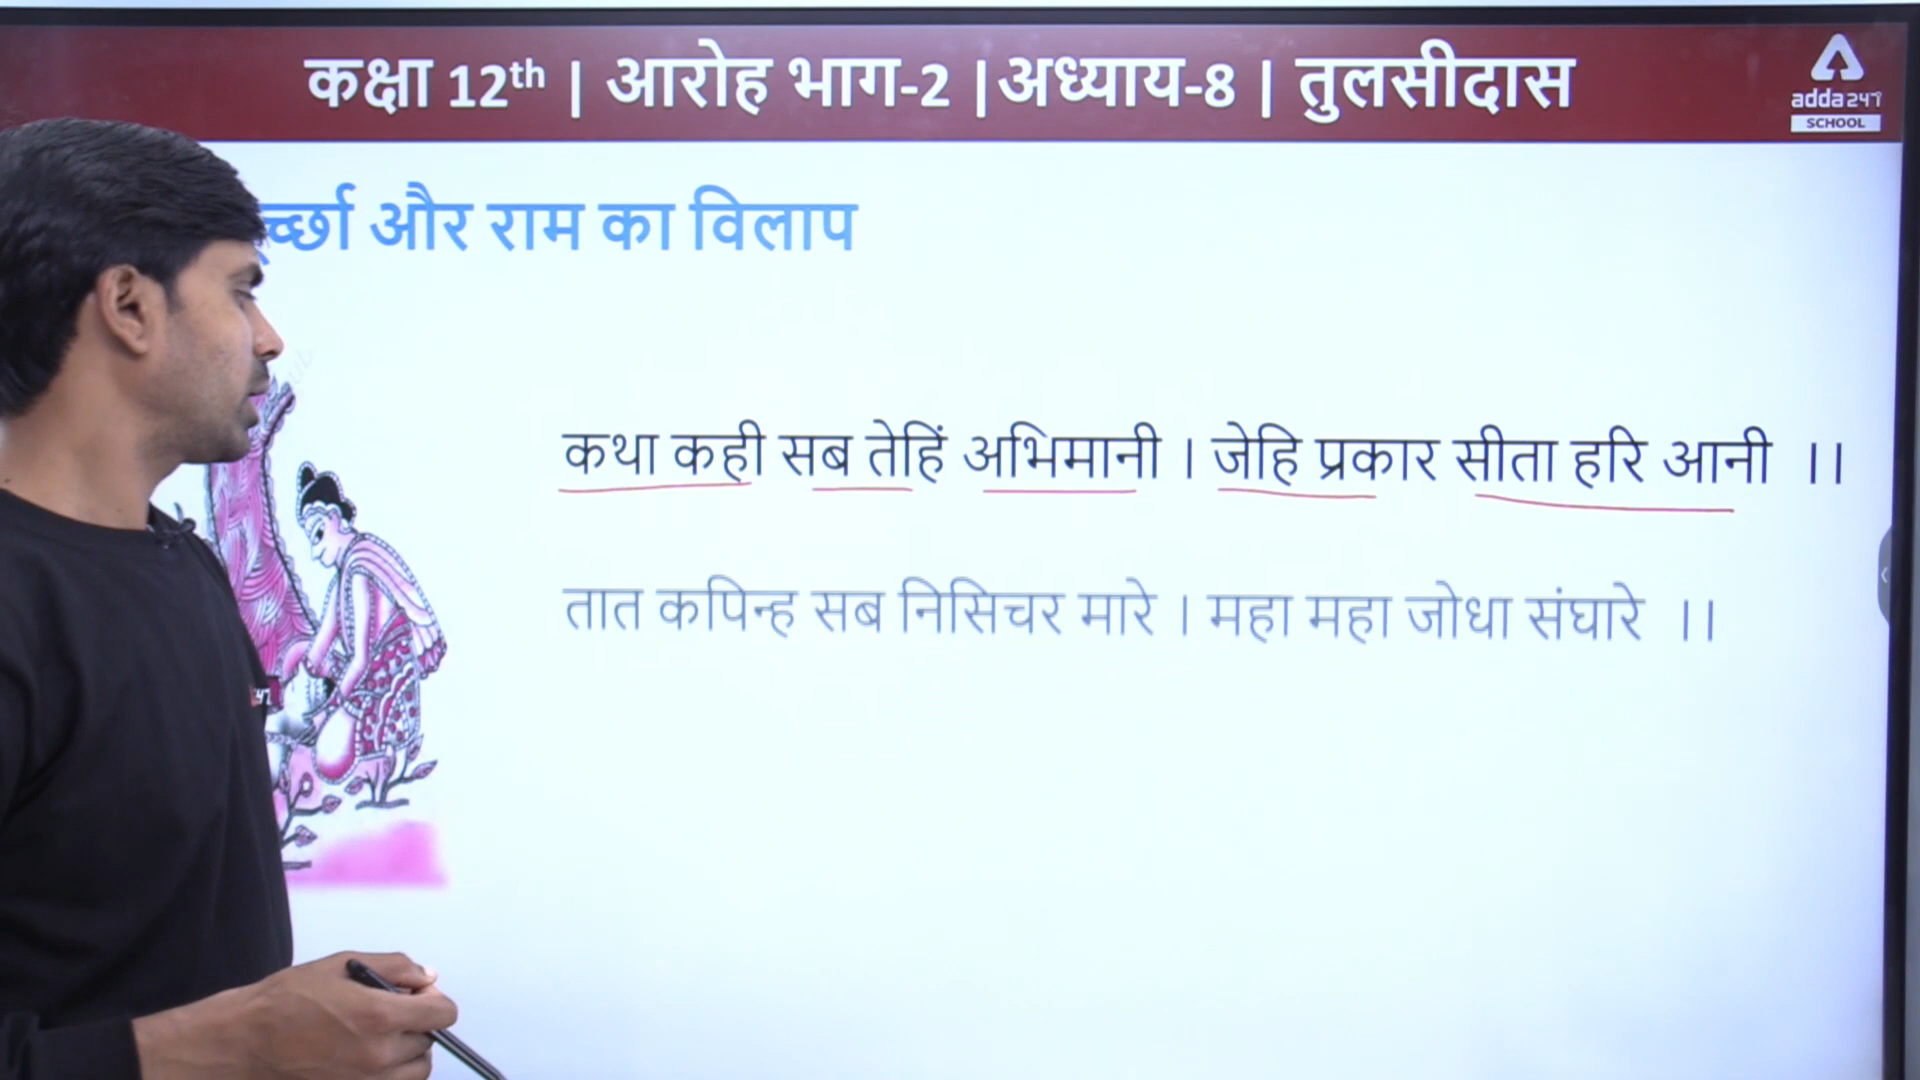 कक्षा 12th | आरोह भाग-2 |अध्याय-8 | तुलसीदास
adda247
SCHOOL
और राम का विलाप
कथा कही सब तेहिं अभिमानी । जेहि प्रकार सीता हरि आनी ।।
तात कपिन्ह सब निसिचर मारे । महा महा जोधा संघारे ।।